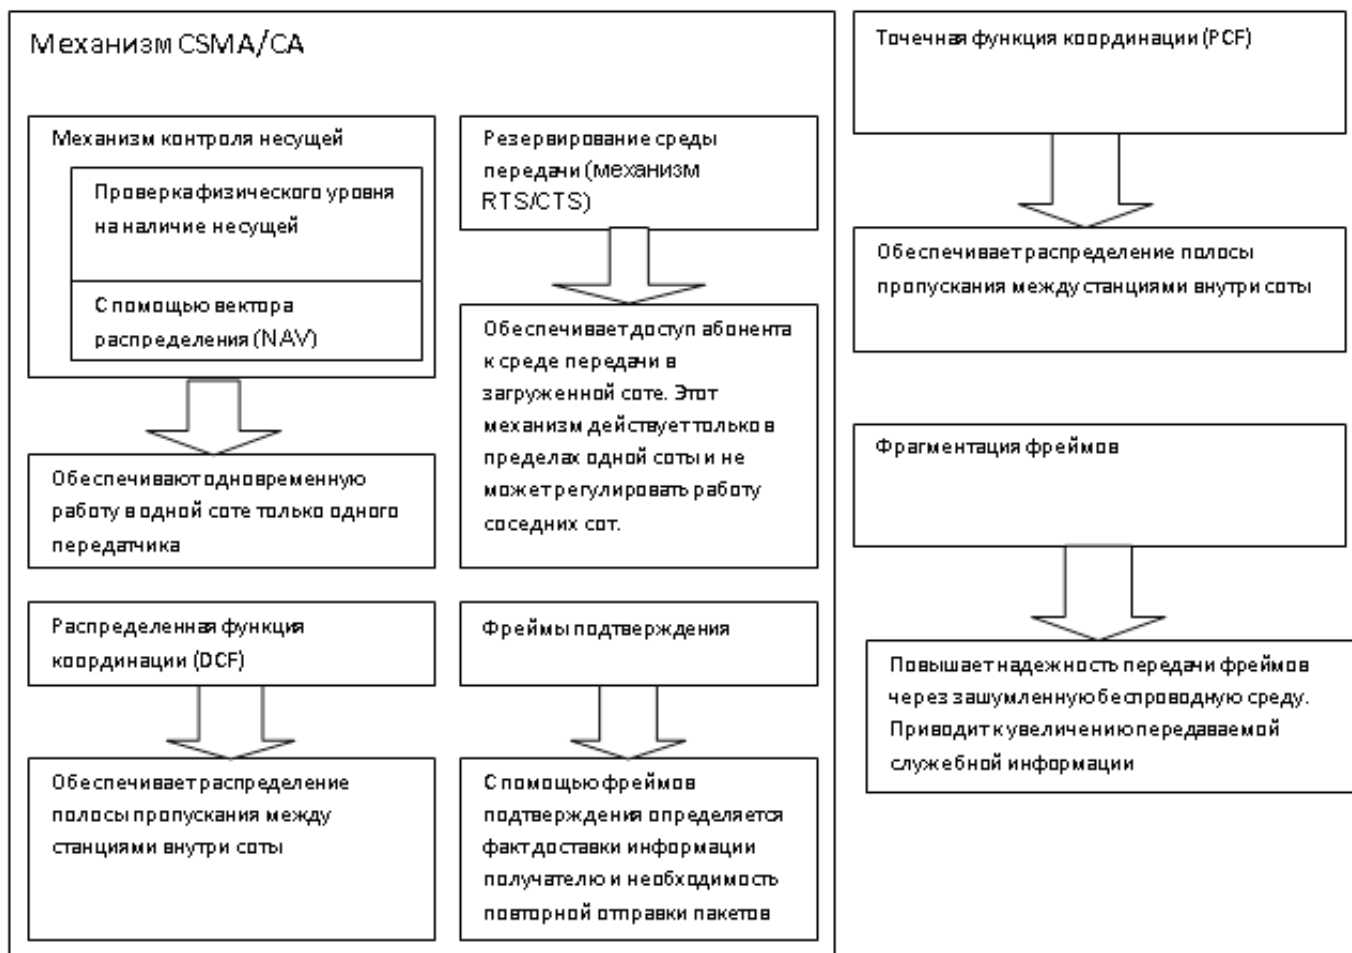 Механизм CSMA/CA
Механизм контроля несущей
Проверка физического уровня
на наличие несущей
С помощью вектора
распределения (NAV)
Обеспечивают одновременную
работу в одной соте только одного
передатчика
Резервирование среды
передачи (механизм
RTS/CTS)
Обеспечивает доступ абонента
к среде передачи в
загруженной соте. Этот
механизм действует только в
пределах одной соты и не
может регулировать работу
соседних сот.
Распределенная функция
координации (DCF)
Обеспечивает распределение
полосы пропускания между
станциями внутри соты
Фреймы подтверждения
С помощью фреймов
подтверждения определяется
факт доставки информации
получателю и необходимость
повторной отправки пакетов
Точечная функция координации (PCF)
Обеспечивает распределение полосы
пропускания между станциями внутри соты
Фрагментация фреймов
Повышает надежность передачи фреймов
через зашумленную беспроводную среду.
Приводит к увеличению передаваемой
служебной информации